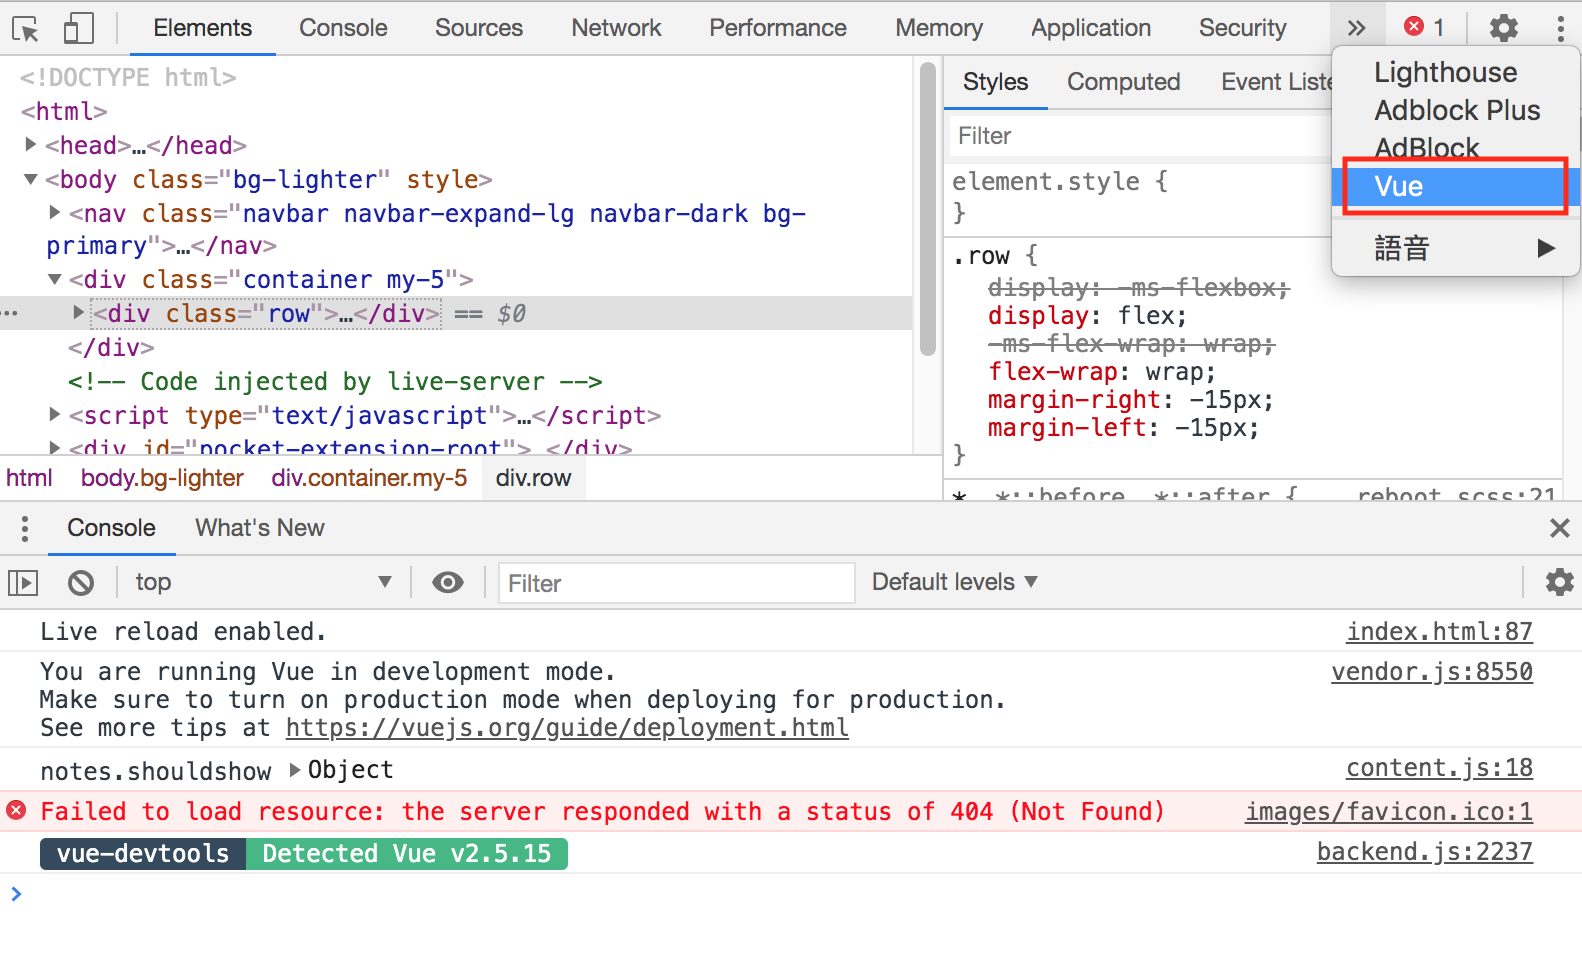 Elements Console Sources Network Performance Memory Application Security » 1
Lighthouse
Adblock Plus
AdBlock
Vue
語音
<!DOCTYPE html>
<html>
<head>…</head>
<body class="bg-lighter" style>
<nav class="navbar navbar-expand-lg navbar-dark bg-
primary">…</nav>
<div class="container my-5">
… <div class="row">…</div> == $0
</div>
<!-- Code injected by live-server -->
<script type="text/javascript">…</script>
<div id="pocket-extension-root">…</div>
html body.bg-lighter div.container.my-5 div.row
Styles Computed Event Liste
Filter
element.style {
}
.row {
display: -ms-flexbox;
display: flex;
-ms-flex-wrap: wrap;
flex-wrap: wrap;
margin-right: -15px;
margin-left: -15px;
}
*, *::before, *::after { _reboot.scss:21
Console What's New
top Filter Default levels
Live reload enabled. index.html:87
You are running Vue in development mode. vendor.js:8550
Make sure to turn on production mode when deploying for production.
See more tips at https://vuejs.org/guide/deployment.html
notes.shouldshow Object content.js:18
Failed to load resource: the server responded with a status of 404 (Not Found) images/favicon.ico:1
vue-devtools Detected Vue v2.5.15 backend.js:2237
>